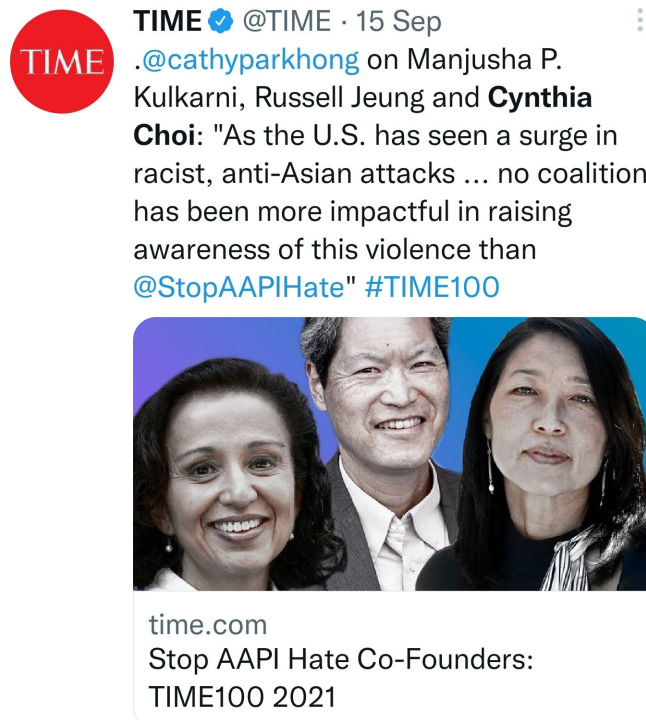 TIME
TIME @TIME · 15 Sep
.@cathyparkhong on Manjusha P.
Kulkarni, Russell Jeung and Cynthia
Choi: "As the U.S. has seen a surge in
racist, anti-Asian attacks ... no coalition
has been more impactful in raising
awareness of this violence than
@StopAAPIHate" #TIME100
time.com
Stop AAPI Hate Co-Founders:
TIME100 2021